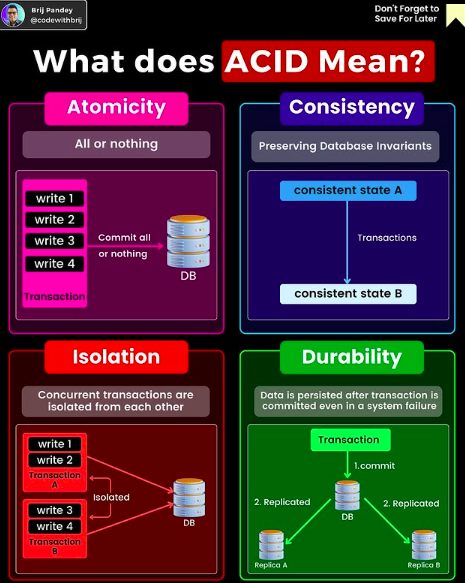 Brij Pandey
@codewithbrij
Don't Forget to
Save For Later
What does ACID Mean?
Atomicity
All or nothing
write 1
write 2
write 3
write 4
Transaction
Commit all
or nothing
DB
Consistency
Preserving Database Invariants
consistent state A
Transactions
consistent state B
Isolation
Concurrent transactions are
isolated from each other
write 1
write 2
Transaction
A
Isolated
write 3
write 4
Transaction
B
DB
Durability
Data is persisted after transaction is
committed even in a system failure
Transaction
1.commit
2. Replicated
DB
2. Replicated
Replica A
Replica B